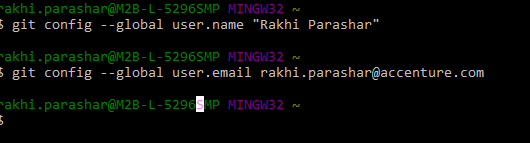 rakhi.parashar@M2B-L-5296SMP MINGW32 ~
$ git config --global user.name "Rakhi Parashar"
rakhi.parashar@M2B-L-5296SMP MINGW32 ~
$ git config --global user.email rakhi.parashar@accenture.com
rakhi.parashar@M2B-L-5296SMP MINGW32 ~
$